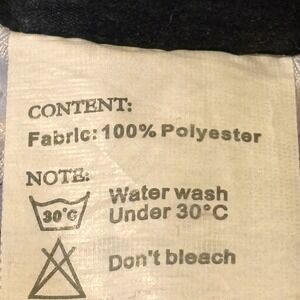 CONTENT:
Fabric: 100% Polyester
NOTE:
30°C
Water wash
Under 30°C
Don't bleach